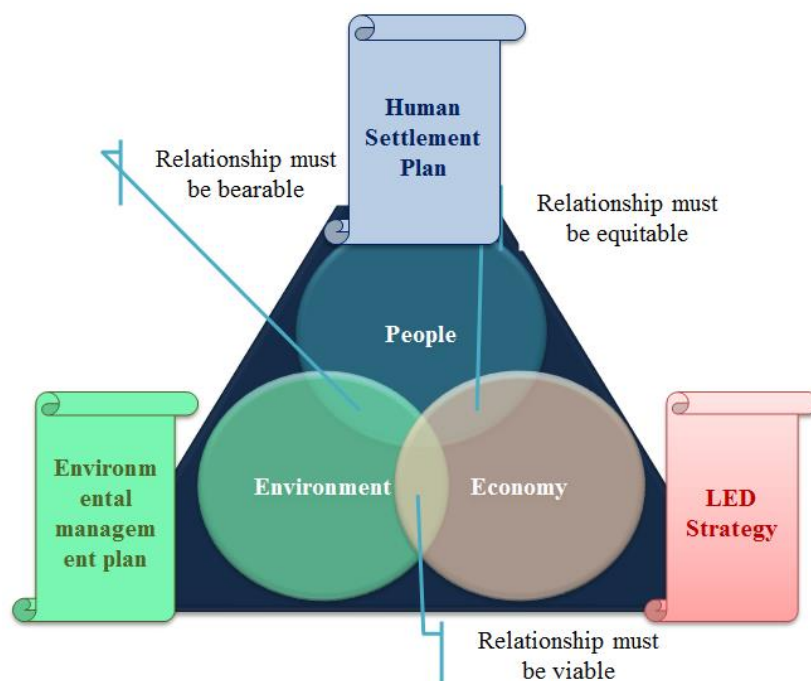 Human
Settlement
Plan
Relationship must
be bearable
Relationship must
be equitable
People
Environm
ental
managem
ent plan
Environment
Economy
LED
Strategy
Relationship must
be viable